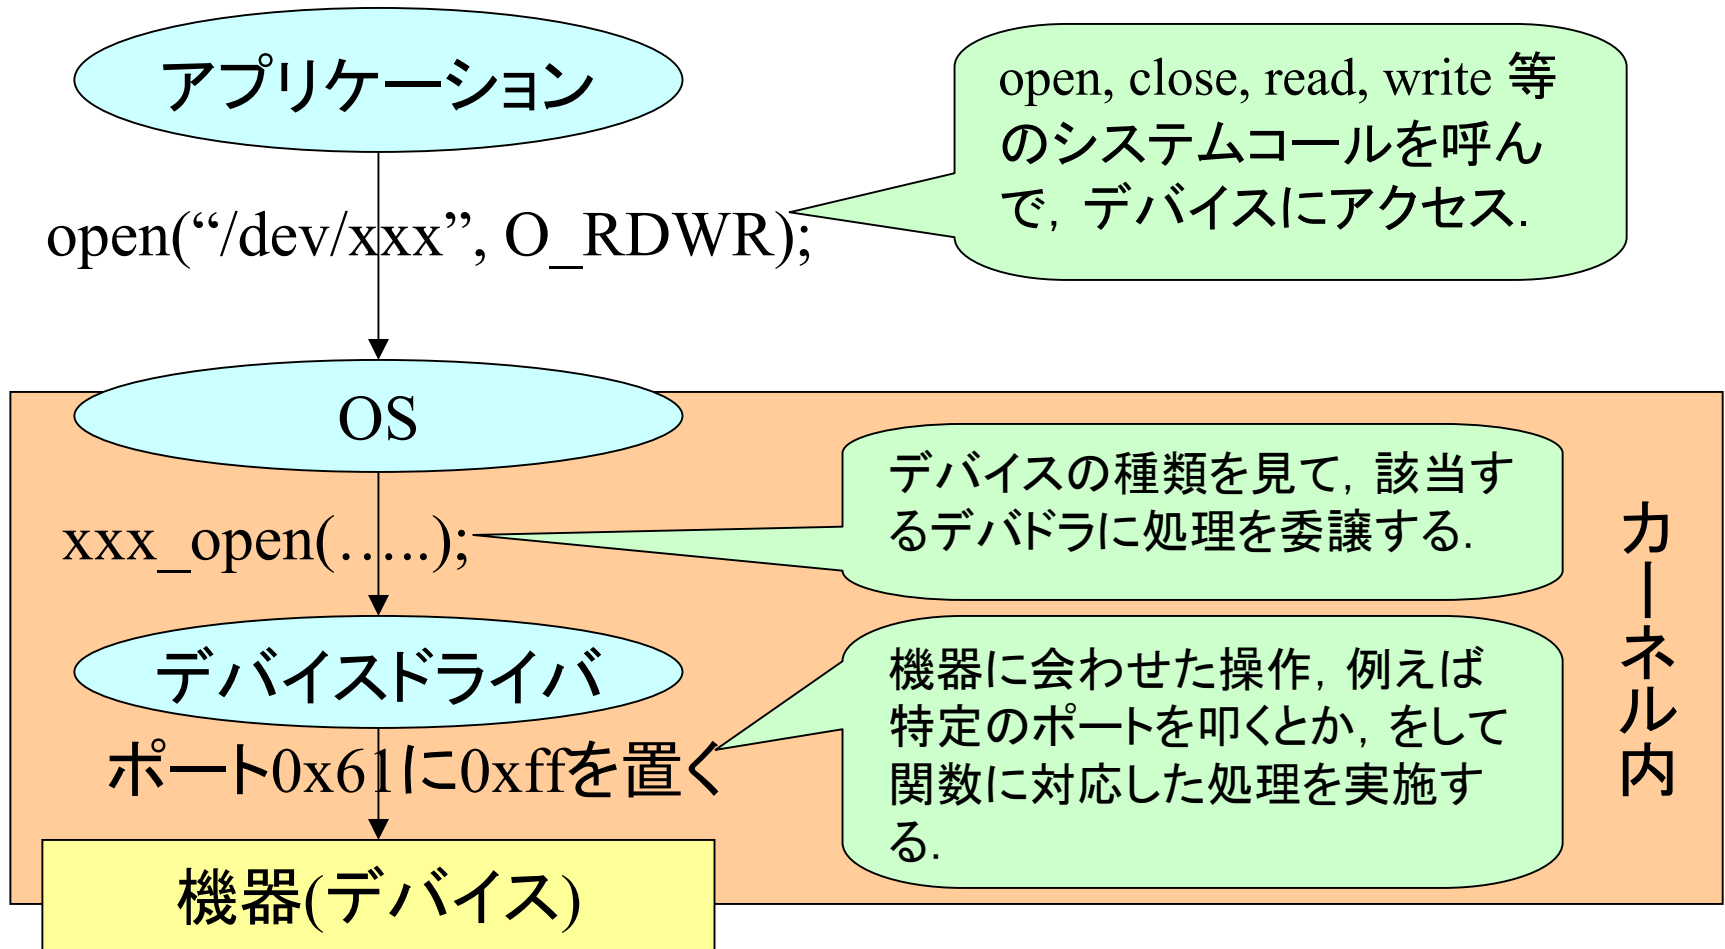 アプリケーション
open, close, read, write 等
のシステムコールを呼ん
で，デバイスにアクセス．
open(“/dev/xxx”, O_RDWR);
OS
デバイスの種類を見て，該当す
るデバドラに処理を委譲する．
xxx_open(…..);
カーネル内
デバイスドライバ
機器に会わせた操作，例えば
特定のポートを叩くとか，をして
関数に対応した処理を実施す
る．
ポート0x61に0xffを置く
機器(デバイス)